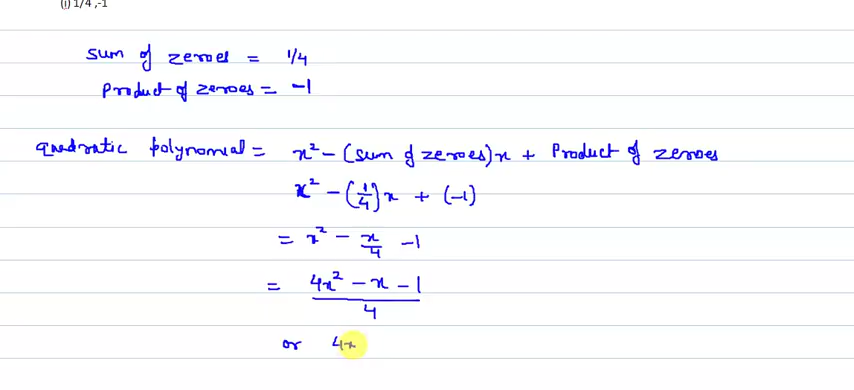 (i) 1/4 ,-1
Sum of zeroes = 1/4
Product of zeroes = -1
quadratic polynomial = x² - (sum of zeroes)x + Product of zeroes
x² - (1/4)x + (-1)
= x² - x/4 - 1
= (4x² - x - 1)/4
or 4x